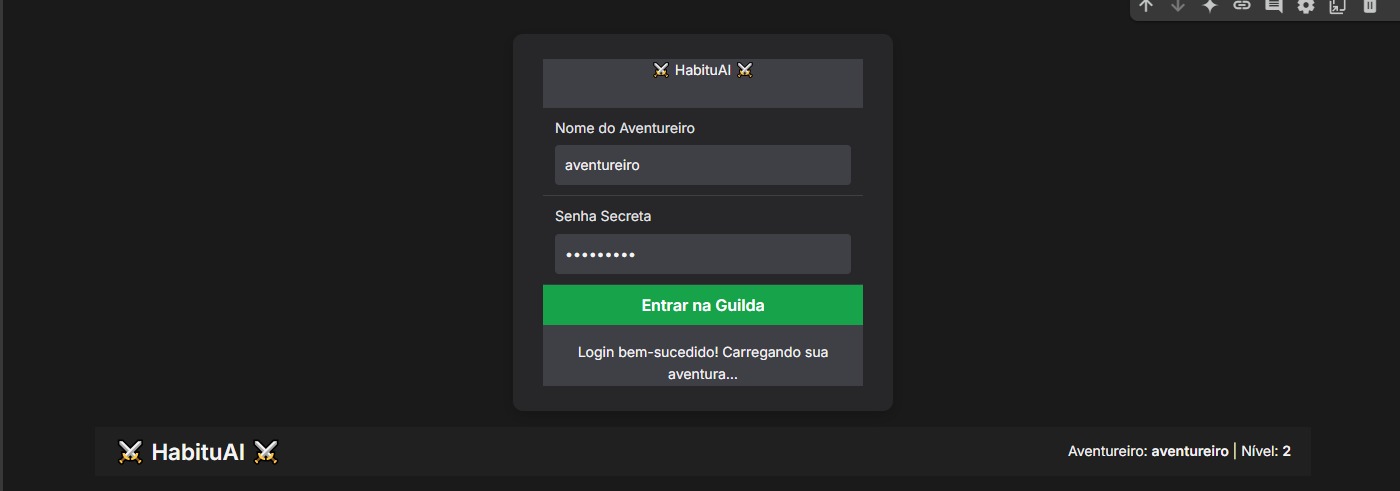 ⚔️ HabituAI ⚔️
Nome do Aventureiro
aventureiro
Senha Secreta
•••••••••
Entrar na Guilda
Login bem-sucedido! Carregando sua
aventura...
⚔️ HabituAI ⚔️
Aventureiro: aventureiro | Nível: 2